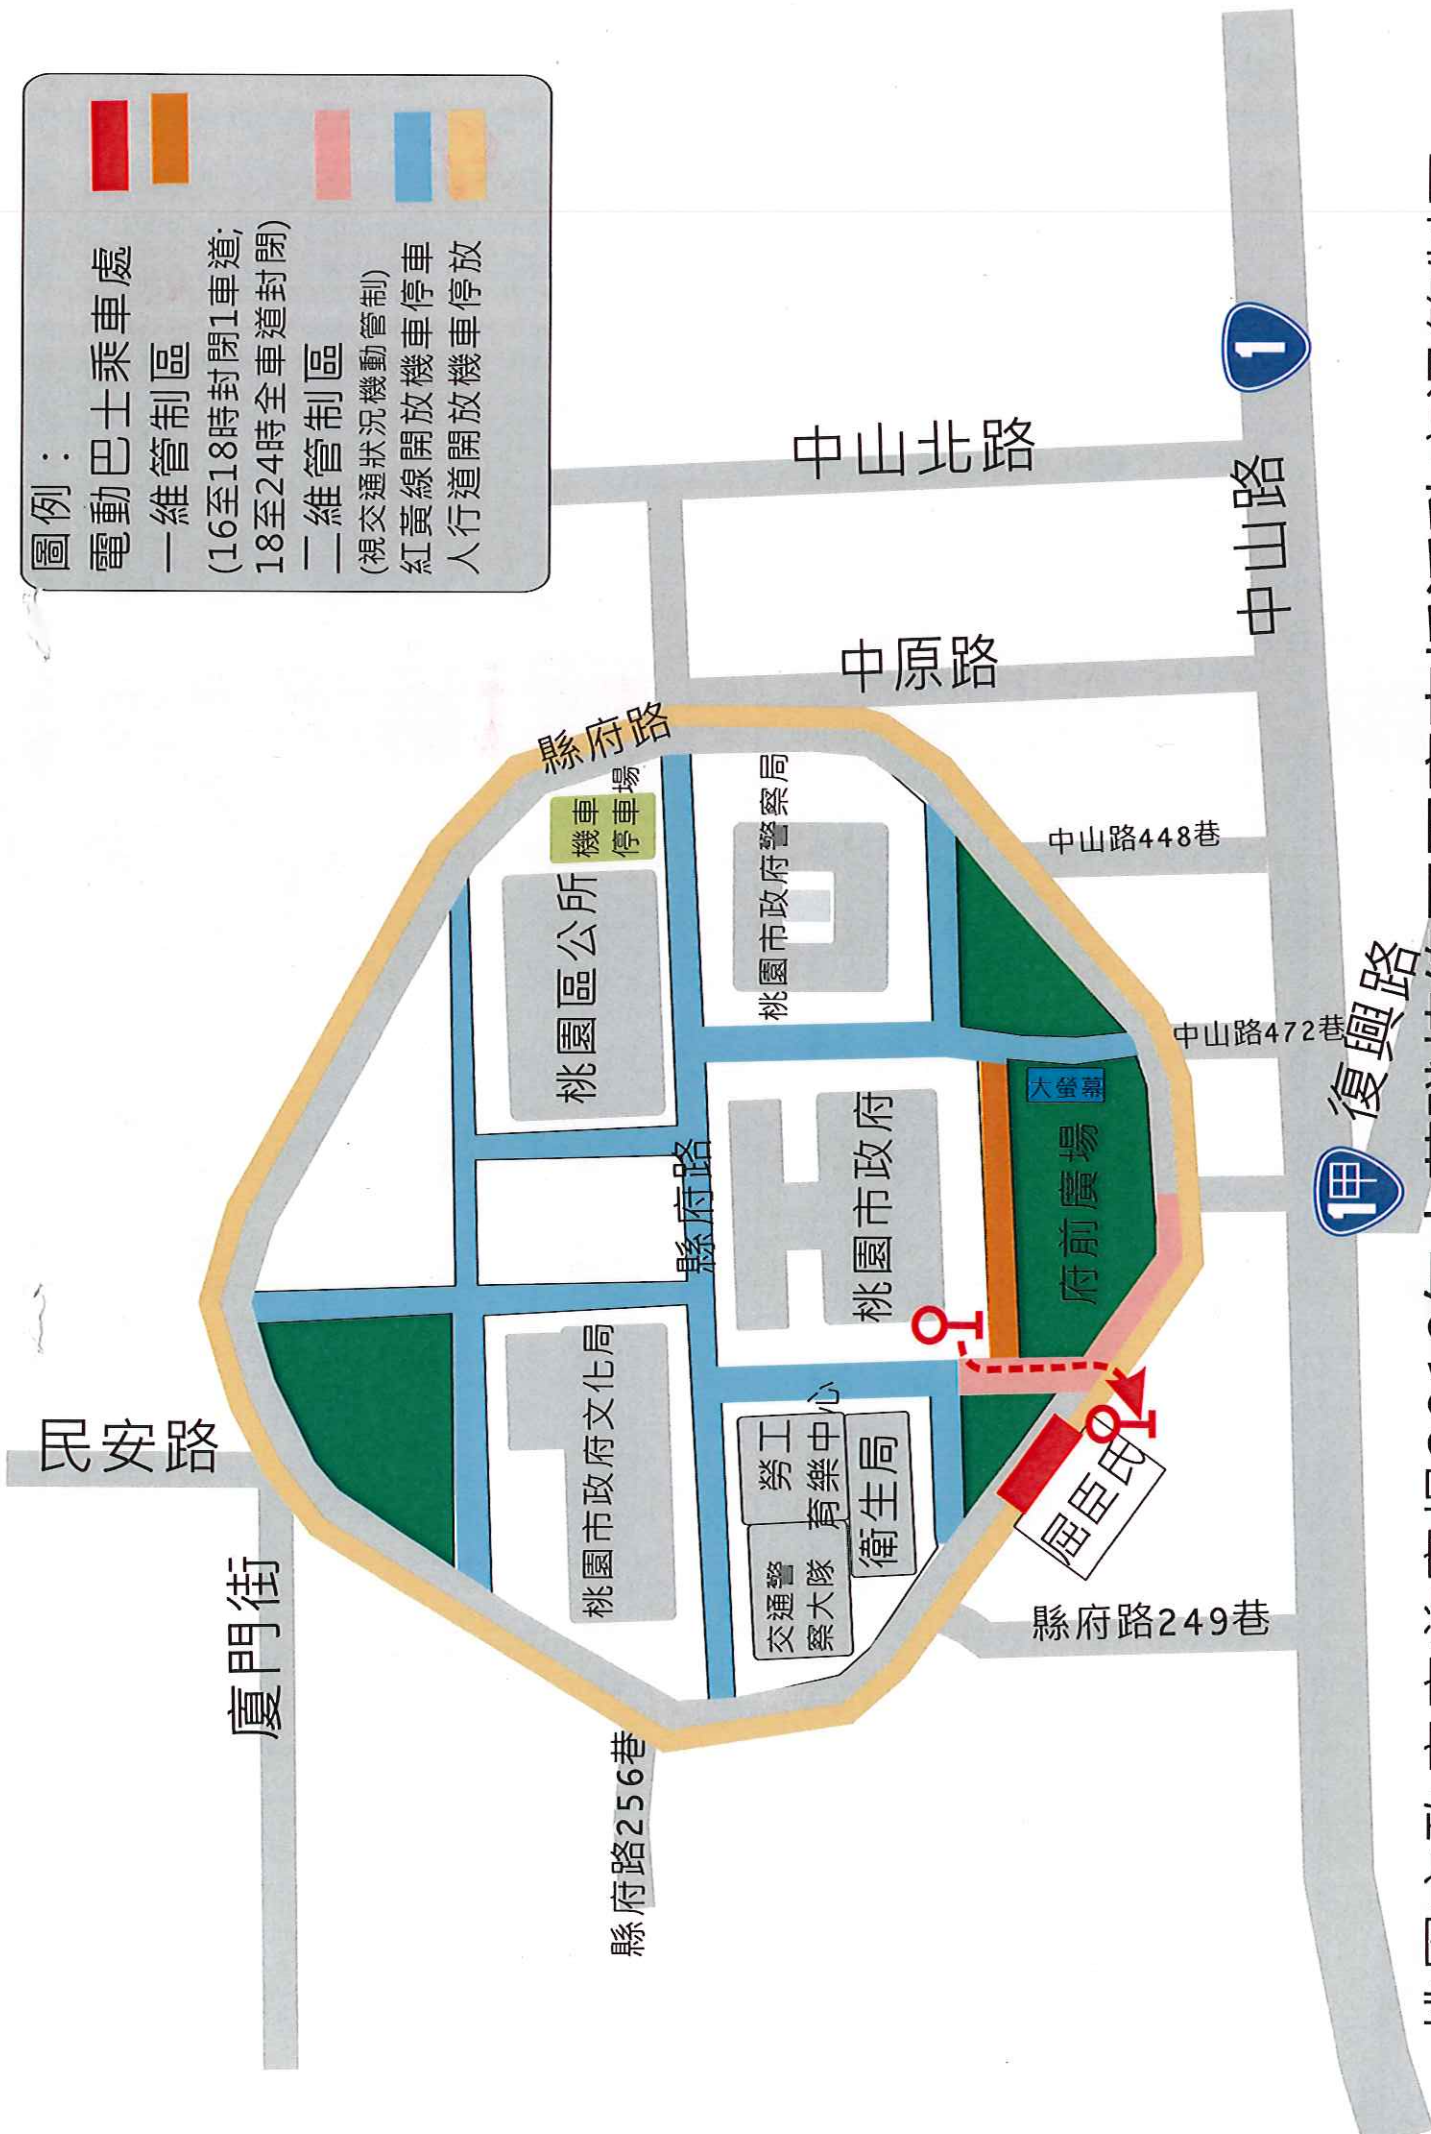 圖例：
電動巴士乘車處
一維管制區
(16至18時封閉1車道;
18至24時全車道封閉)
二維管制區
(視交通狀況機動管制)
紅黃線開放機車停車
人行道開放機車停放
民安路
廈門街
縣府路
機車
停車場
桃園區公所
桃園市政府警察局
桃園市政府文化局
縣府路
桃園市政府
勞工
育樂中心
交通警
察大隊
衛生局
大螢幕
府前廣場
屈臣氏
縣府路256巷
縣府路249巷
中山北路
中原路
中山路448巷
中山路472巷
中山路
復興路
1
1甲